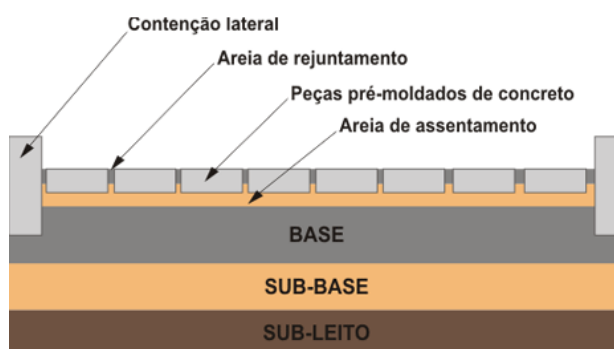 Contenção lateral
Areia de rejuntamento
Peças pré-moldados de concreto
Areia de assentamento
BASE
SUB-BASE
SUB-LEITO